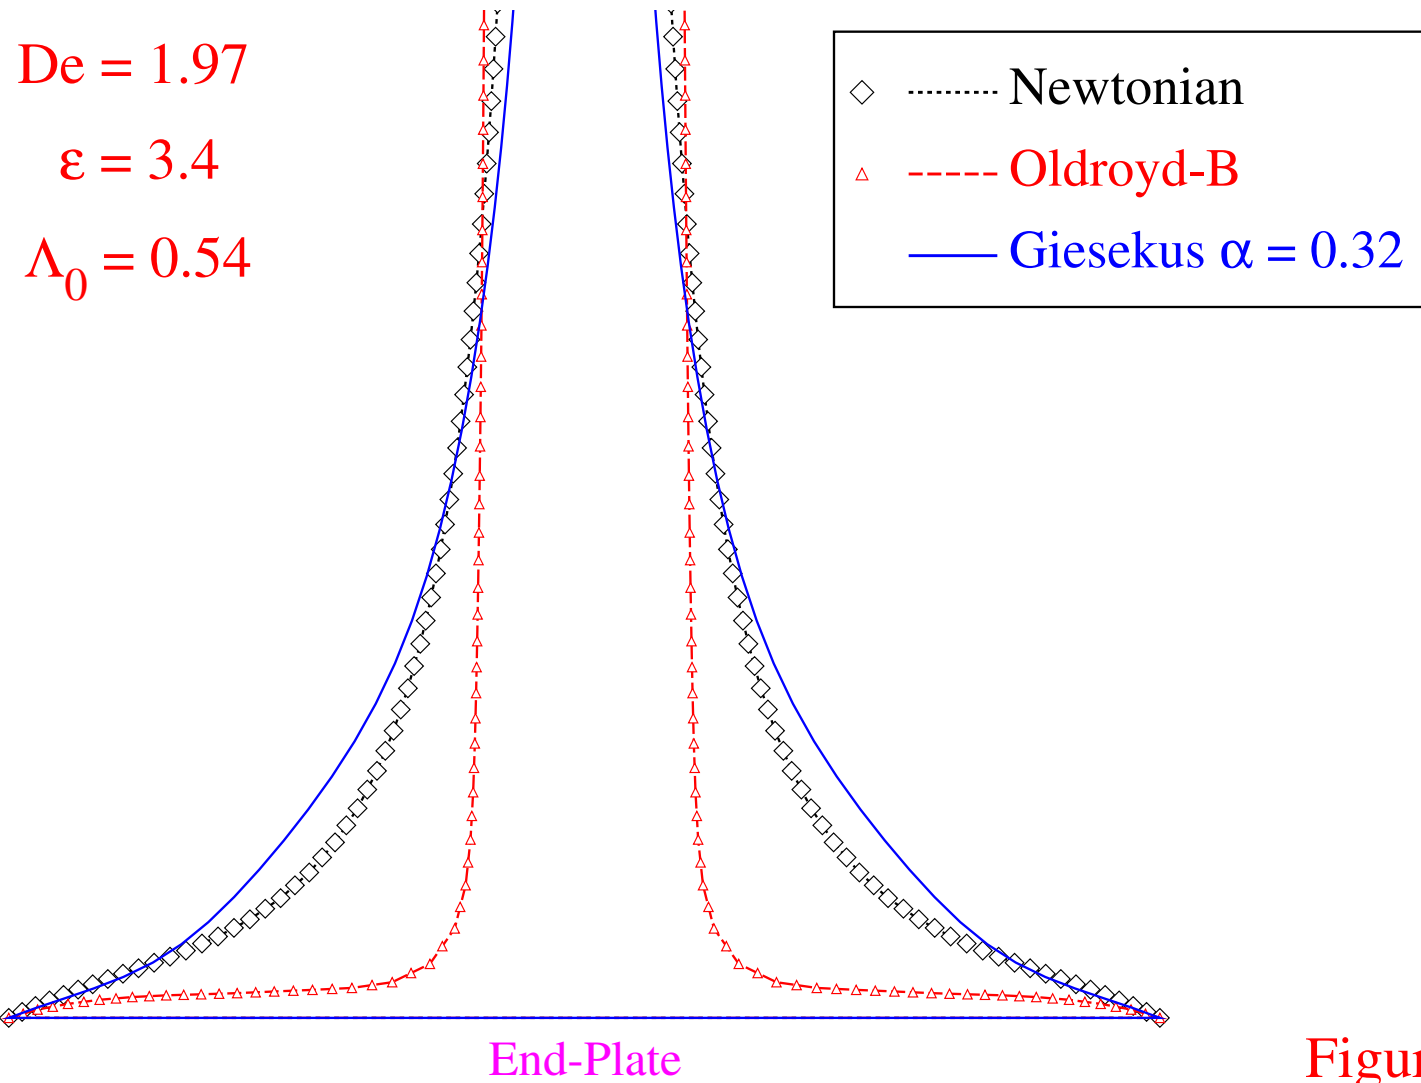 De = 1.97
ε = 3.4
Λ0 = 0.54
Newtonian
Oldroyd-B
Giesekus α = 0.32
End-Plate